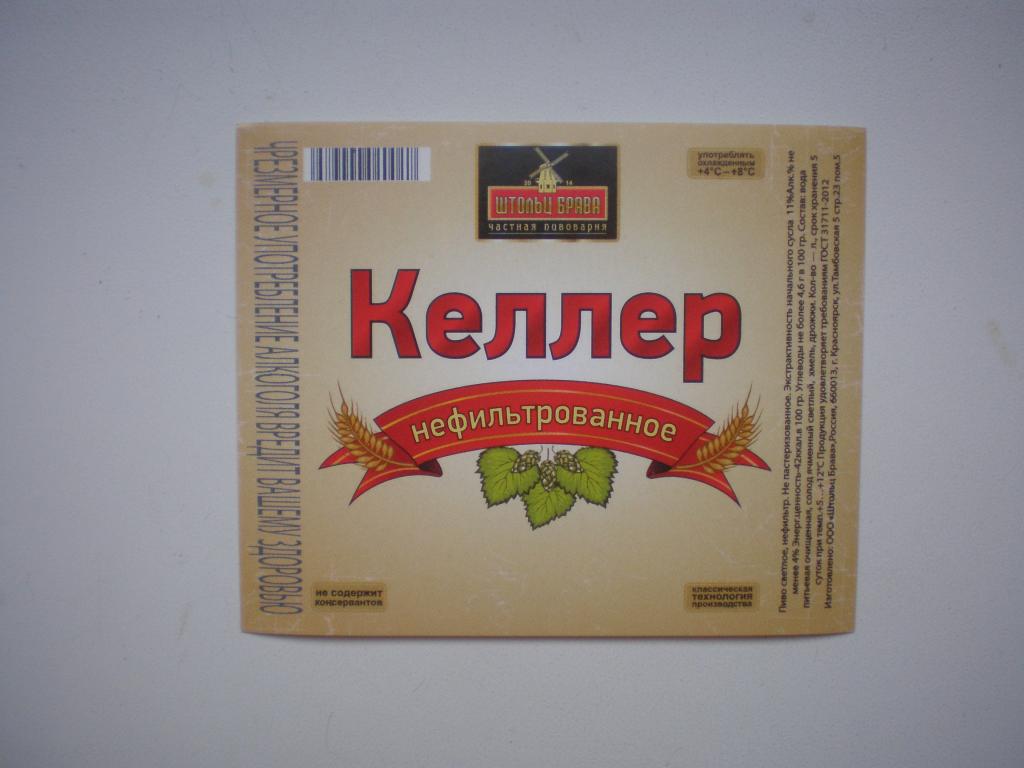 ЧРЕЗМЕРНОЕ УПОТРЕБЛЕНИЕ АЛКОГОЛЯ ВРЕДИТ ВАШЕМУ ЗДОРОВЬЮ
20 14
ШТОЛЬЦ БРАВА
частная пивоварня
употреблять
охлажденным
+4°C – +8°C
Келлер
нефильтрованное
не содержит
консервантов
классическая
технология
производства
Пиво светлое, нефильтр. Не пастеризованное. Экстрактивность начального сусла 11%Алк.% не
менее 4% Энерг.ценность-42ккал.в 100 гр. Углеводы не более 4,6 г в 100 гр. Состав: вода
питьевая очищенная, солод ячменный светлый, хмель, дрожжи. Кол-во — л, срок хранения 5
суток при темп.+5...+12°C Продукция удовлетворяет требованиям ГОСТ 31711-2012
Изготовлено: ООО «Штольц Брава»,Россия, 660013, г. Красноярск, ул.Тамбовская 5 стр.23 пом.5